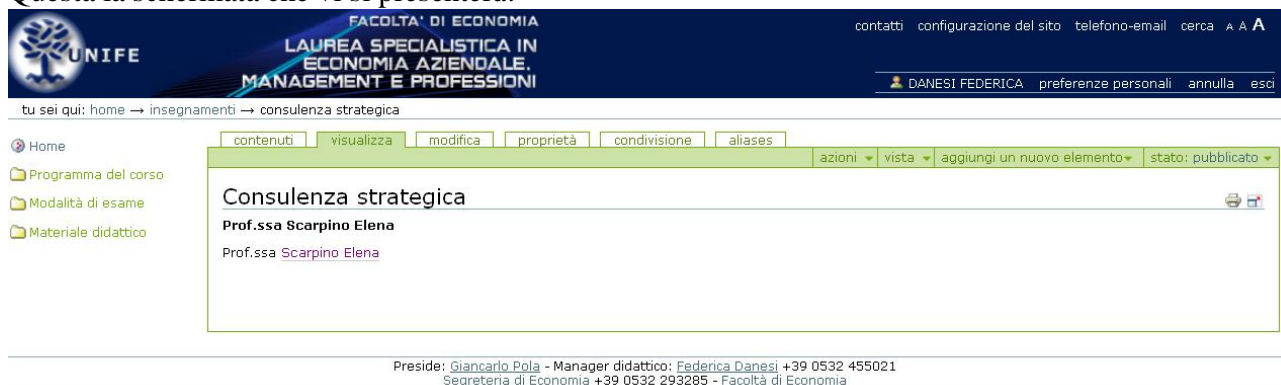 Questa la schermata che vi si presenterà:
UNIFE
FACOLTA' DI ECONOMIA
LAUREA SPECIALISTICA IN
ECONOMIA AZIENDALE,
MANAGEMENT E PROFESSIONI
contatti configurazione del sito telefono-email cerca A A A
DANESI FEDERICA preferenze personali annulla esci
tu sei qui: home → insegnamenti → consulenza strategica
Home
Programma del corso
Modalità di esame
Materiale didattico
contenuti visualizza modifica proprietà condivisione aliases
azioni vista aggiungi un nuovo elemento stato: pubblicato
Consulenza strategica
Prof.ssa Scarpino Elena
Prof.ssa Scarpino Elena
Preside: Giancarlo Pola - Manager didattico: Federica Danesi +39 0532 455021
Segreteria di Economia +39 0532 293285 - Facoltà di Economia